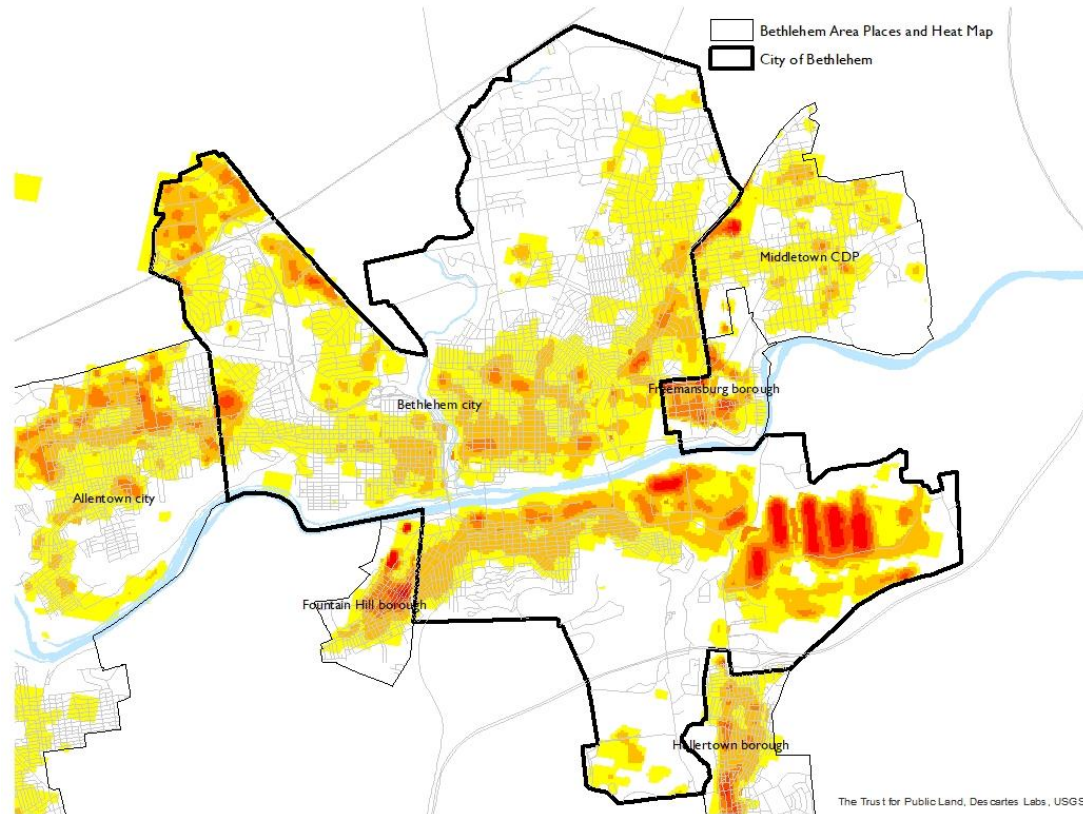 Bethlehem Area Places and Heat Map
City of Bethlehem
Middletown CDP
Freemansburg borough
Bethlehem city
Allentown city
Fountain Hill borough
Hellertown borough
The Trust for Public Land, Descartes Labs, USGS